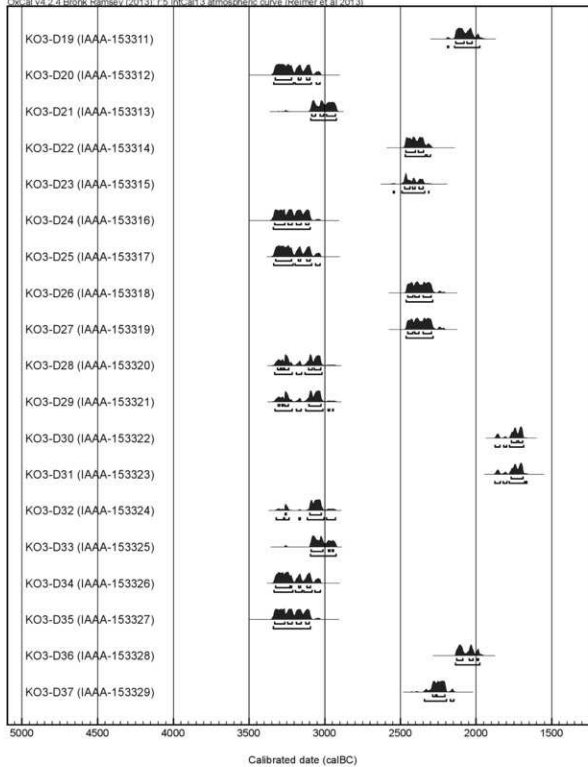 OxCal v4.2.4 Bronk Ramsey (2013); r:5 IntCal13 atmospheric curve (Reimer et al 2013)
KO3-D19 (IAAA-153311)
KO3-D20 (IAAA-153312)
KO3-D21 (IAAA-153313)
KO3-D22 (IAAA-153314)
KO3-D23 (IAAA-153315)
KO3-D24 (IAAA-153316)
KO3-D25 (IAAA-153317)
KO3-D26 (IAAA-153318)
KO3-D27 (IAAA-153319)
KO3-D28 (IAAA-153320)
KO3-D29 (IAAA-153321)
KO3-D30 (IAAA-153322)
KO3-D31 (IAAA-153323)
KO3-D32 (IAAA-153324)
KO3-D33 (IAAA-153325)
KO3-D34 (IAAA-153326)
KO3-D35 (IAAA-153327)
KO3-D36 (IAAA-153328)
KO3-D37 (IAAA-153329)
5000 4500 4000 3500 3000 2500 2000 1500
Calibrated date (calBC)